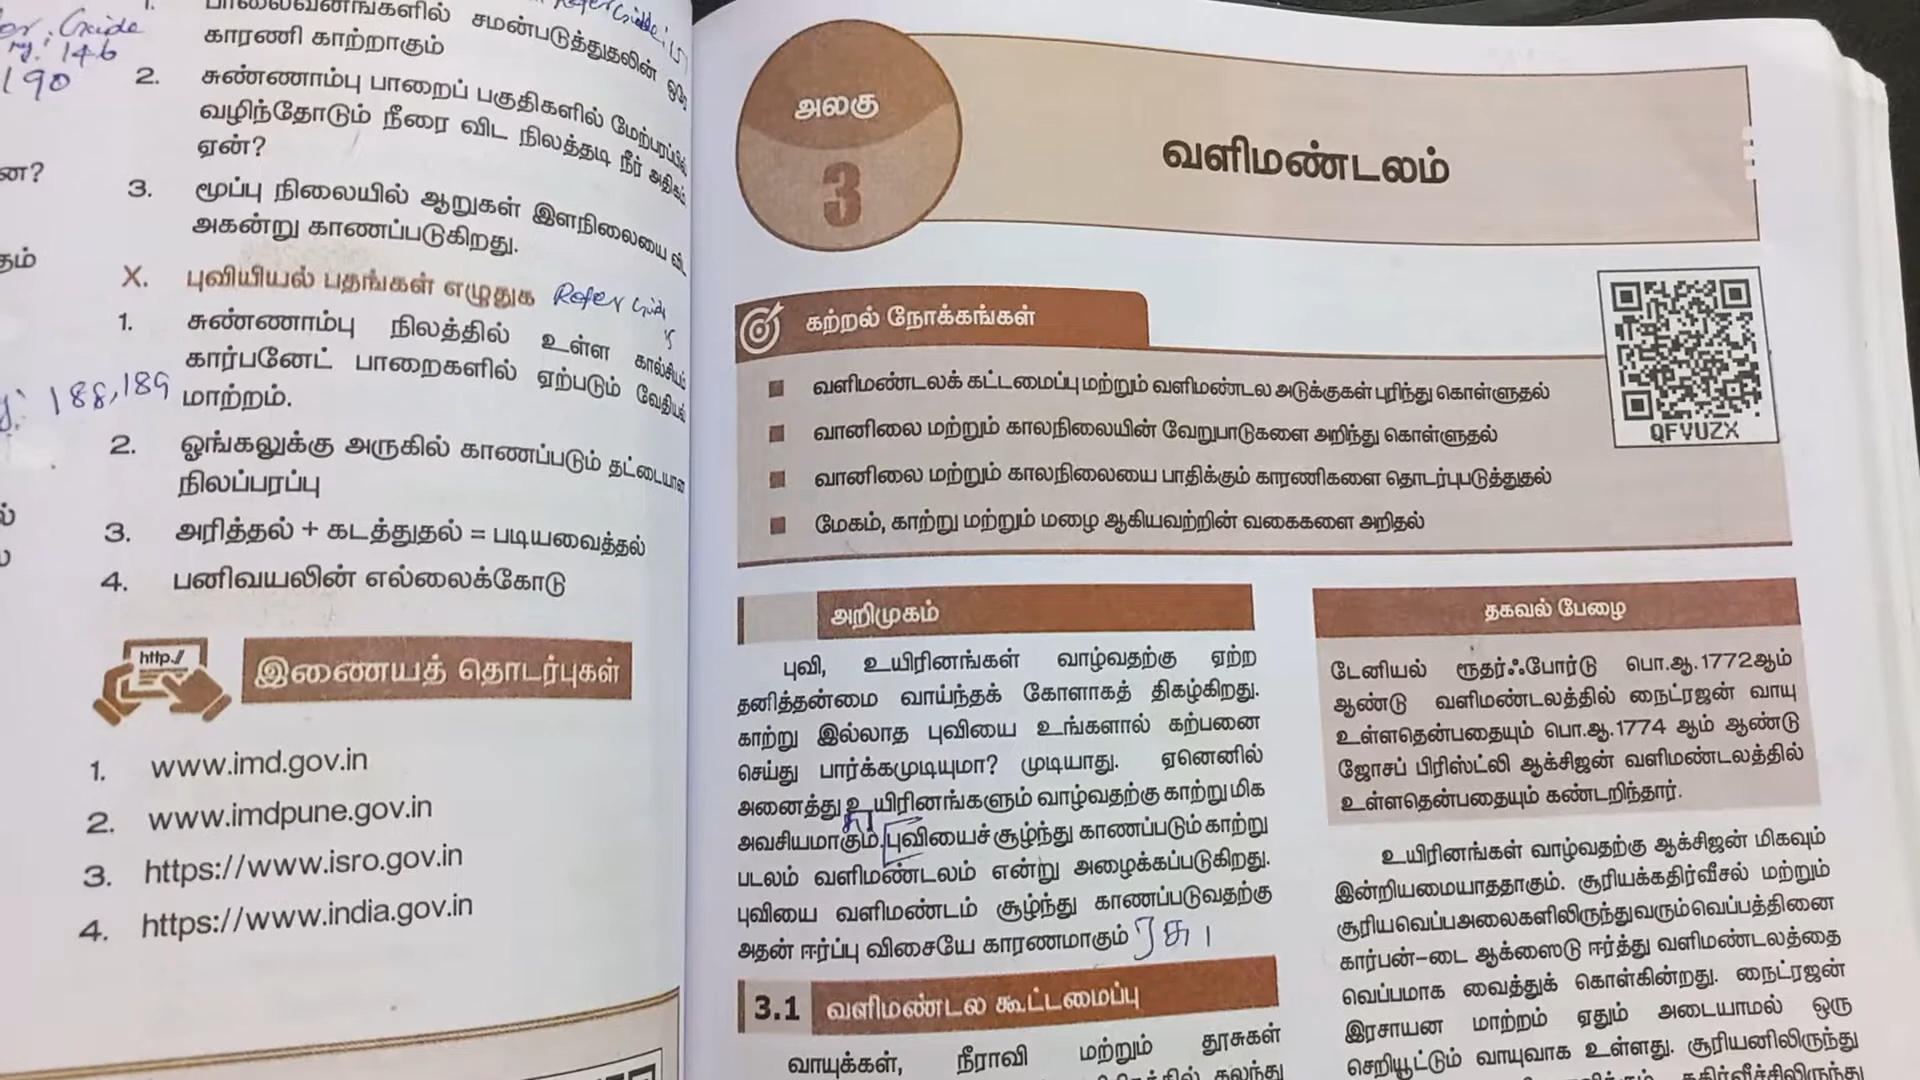 Refer Guide:
Guide
146
190
1. பாலைவனங்களில் சமன்படுத்துதலின் ஒரே
காரணி காற்றாகும்
2. சுண்ணாம்பு பாறைப் பகுதிகளில் மேற்பரப்பில்
வழிந்தோடும் நீரை விட நிலத்தடி நீர் அதிகம்
ஏன்?
3. மூப்பு நிலையில் ஆறுகள் இளநிலையை விட
அகன்று காணப்படுகிறது.
X. புவியியல் பதங்கள் எழுதுக Refer Guide
1. சுண்ணாம்பு நிலத்தில் உள்ள கால்சியம்
கார்பனேட் பாறைகளில் ஏற்படும் வேதியல்
மாற்றம்.
188,189
2. ஓங்கலுக்கு அருகில் காணப்படும் தட்டையான
நிலப்பரப்பு
3. அரித்தல் + கடத்துதல் = படியவைத்தல்
4. பனிவயலின் எல்லைக்கோடு
http://
இணையத் தொடர்புகள்
1. www.imd.gov.in
2. www.imdpune.gov.in
3. https://www.isro.gov.in
4. https://www.india.gov.in
அலகு
3
வளிமண்டலம்
கற்றல் நோக்கங்கள்
வளிமண்டலக் கட்டமைப்பு மற்றும் வளிமண்டல அடுக்குகள் புரிந்து கொள்ளுதல்
வானிலை மற்றும் காலநிலையின் வேறுபாடுகளை அறிந்து கொள்ளுதல்
வானிலை மற்றும் காலநிலையை பாதிக்கும் காரணிகளை தொடர்புபடுத்துதல்
மேகம், காற்று மற்றும் மழை ஆகியவற்றின் வகைகளை அறிதல்
QFVUZX
அறிமுகம்
புவி, உயிரினங்கள் வாழ்வதற்கு ஏற்ற
தனித்தன்மை வாய்ந்தக் கோளாகத் திகழ்கிறது.
காற்று இல்லாத புவியை உங்களால் கற்பனை
செய்து பார்க்கமுடியுமா? முடியாது. ஏனெனில்
அனைத்து உயிரினங்களும் வாழ்வதற்கு காற்று மிக
அவசியமாகும். புவியைச் சூழ்ந்து காணப்படும் காற்று
படலம் வளிமண்டலம் என்று அழைக்கப்படுகிறது.
புவியை வளிமண்டம் சூழ்ந்து காணப்படுவதற்கு
அதன் ஈர்ப்பு விசையே காரணமாகும்
3.1 வளிமண்டல கூட்டமைப்பு
வாயுக்கள், நீராவி மற்றும் தூசுகள்
கலந்து
தகவல் பேழை
டேனியல் ரூதர்ஃபோர்டு பொ.ஆ.1772ஆம்
ஆண்டு வளிமண்டலத்தில் நைட்ரஜன் வாயு
உள்ளதென்பதையும் பொ.ஆ.1774 ஆம் ஆண்டு
ஜோசப் பிரிஸ்ட்லி ஆக்சிஜன் வளிமண்டலத்தில்
உள்ளதென்பதையும் கண்டறிந்தார்.
உயிரினங்கள் வாழ்வதற்கு ஆக்சிஜன் மிகவும்
இன்றியமையாததாகும். சூரியக்கதிர்வீசல் மற்றும்
சூரியவெப்பஅலைகளிலிருந்துவரும்வெப்பத்தினை
கார்பன்-டை ஆக்ஸைடு ஈர்த்து வளிமண்டலத்தை
வெப்பமாக வைத்துக் கொள்கின்றது. நைட்ரஜன்
இரசாயன மாற்றம் ஏதும் அடையாமல் ஒரு
செறியூட்டும் வாயுவாக உள்ளது. சூரியனிலிருந்து